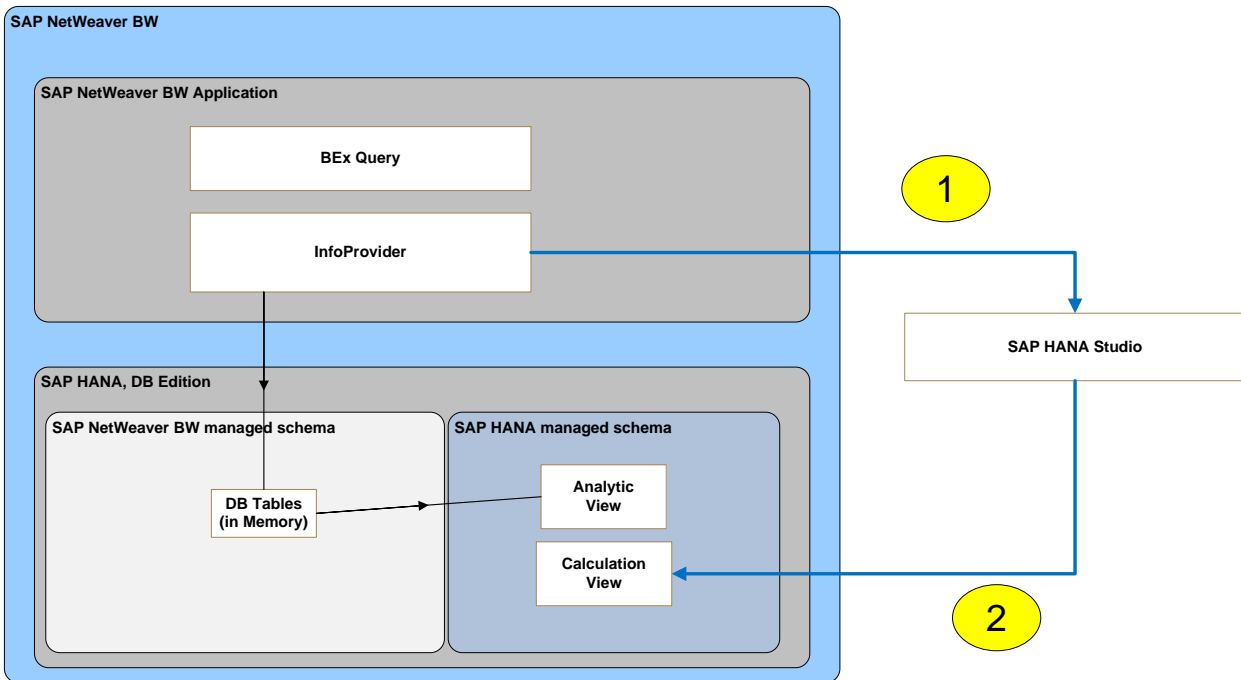 SAP NetWeaver BW
SAP NetWeaver BW Application
BEx Query
1
InfoProvider
SAP HANA Studio
SAP HANA, DB Edition
SAP NetWeaver BW managed schema
SAP HANA managed schema
Analytic
View
DB Tables
(in Memory)
Calculation
View
2